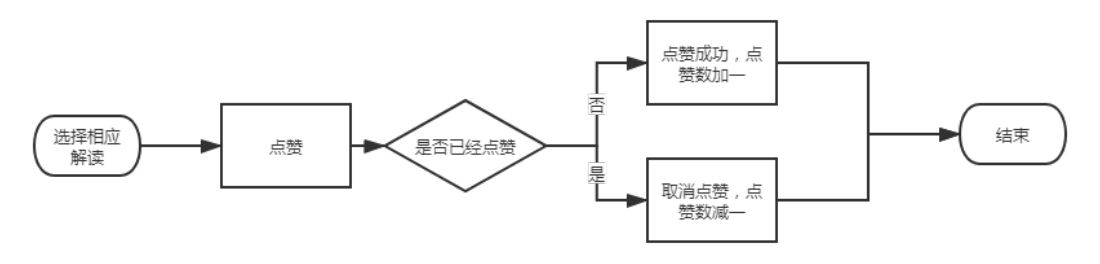 选择相应
解读
点赞
是否已经点赞
否
是
点赞成功，点
赞数加一
取消点赞，点
赞数减一
结束